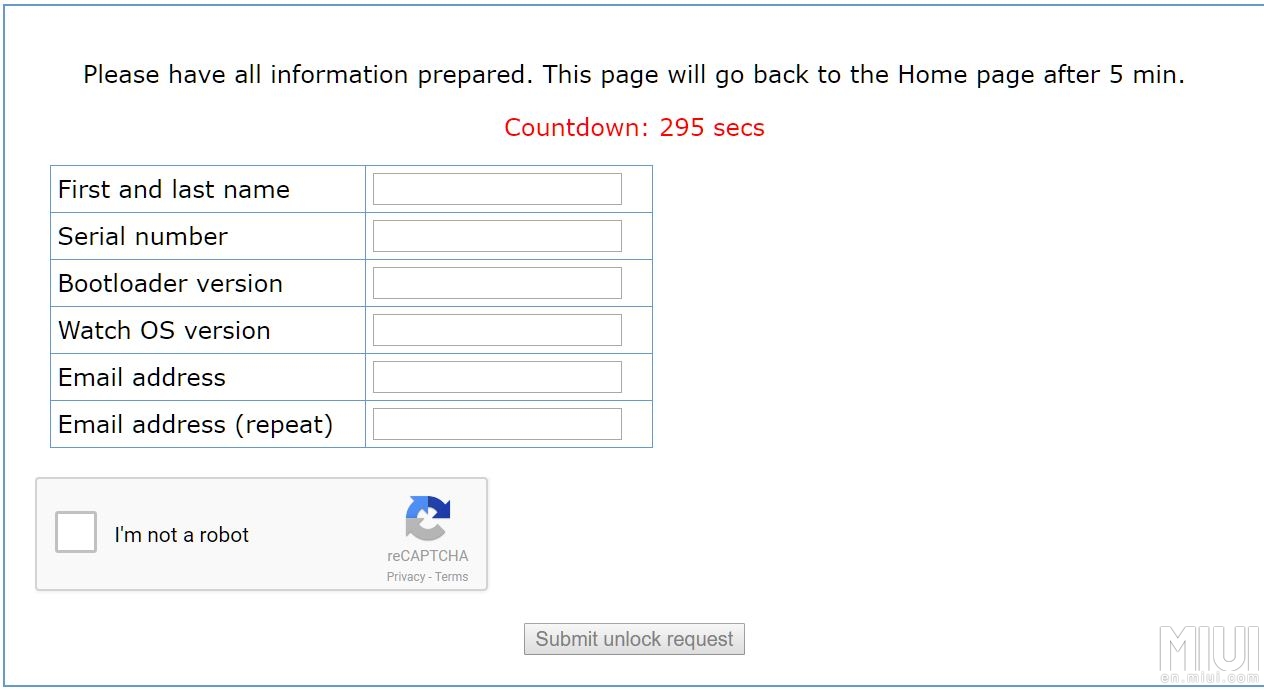 Please have all information prepared. This page will go back to the Home page after 5 min.
Countdown: 295 secs
First and last name
Serial number
Bootloader version
Watch OS version
Email address
Email address (repeat)
I'm not a robot
reCAPTCHA
Privacy - Terms
Submit unlock request
MIUI
en.miui.com